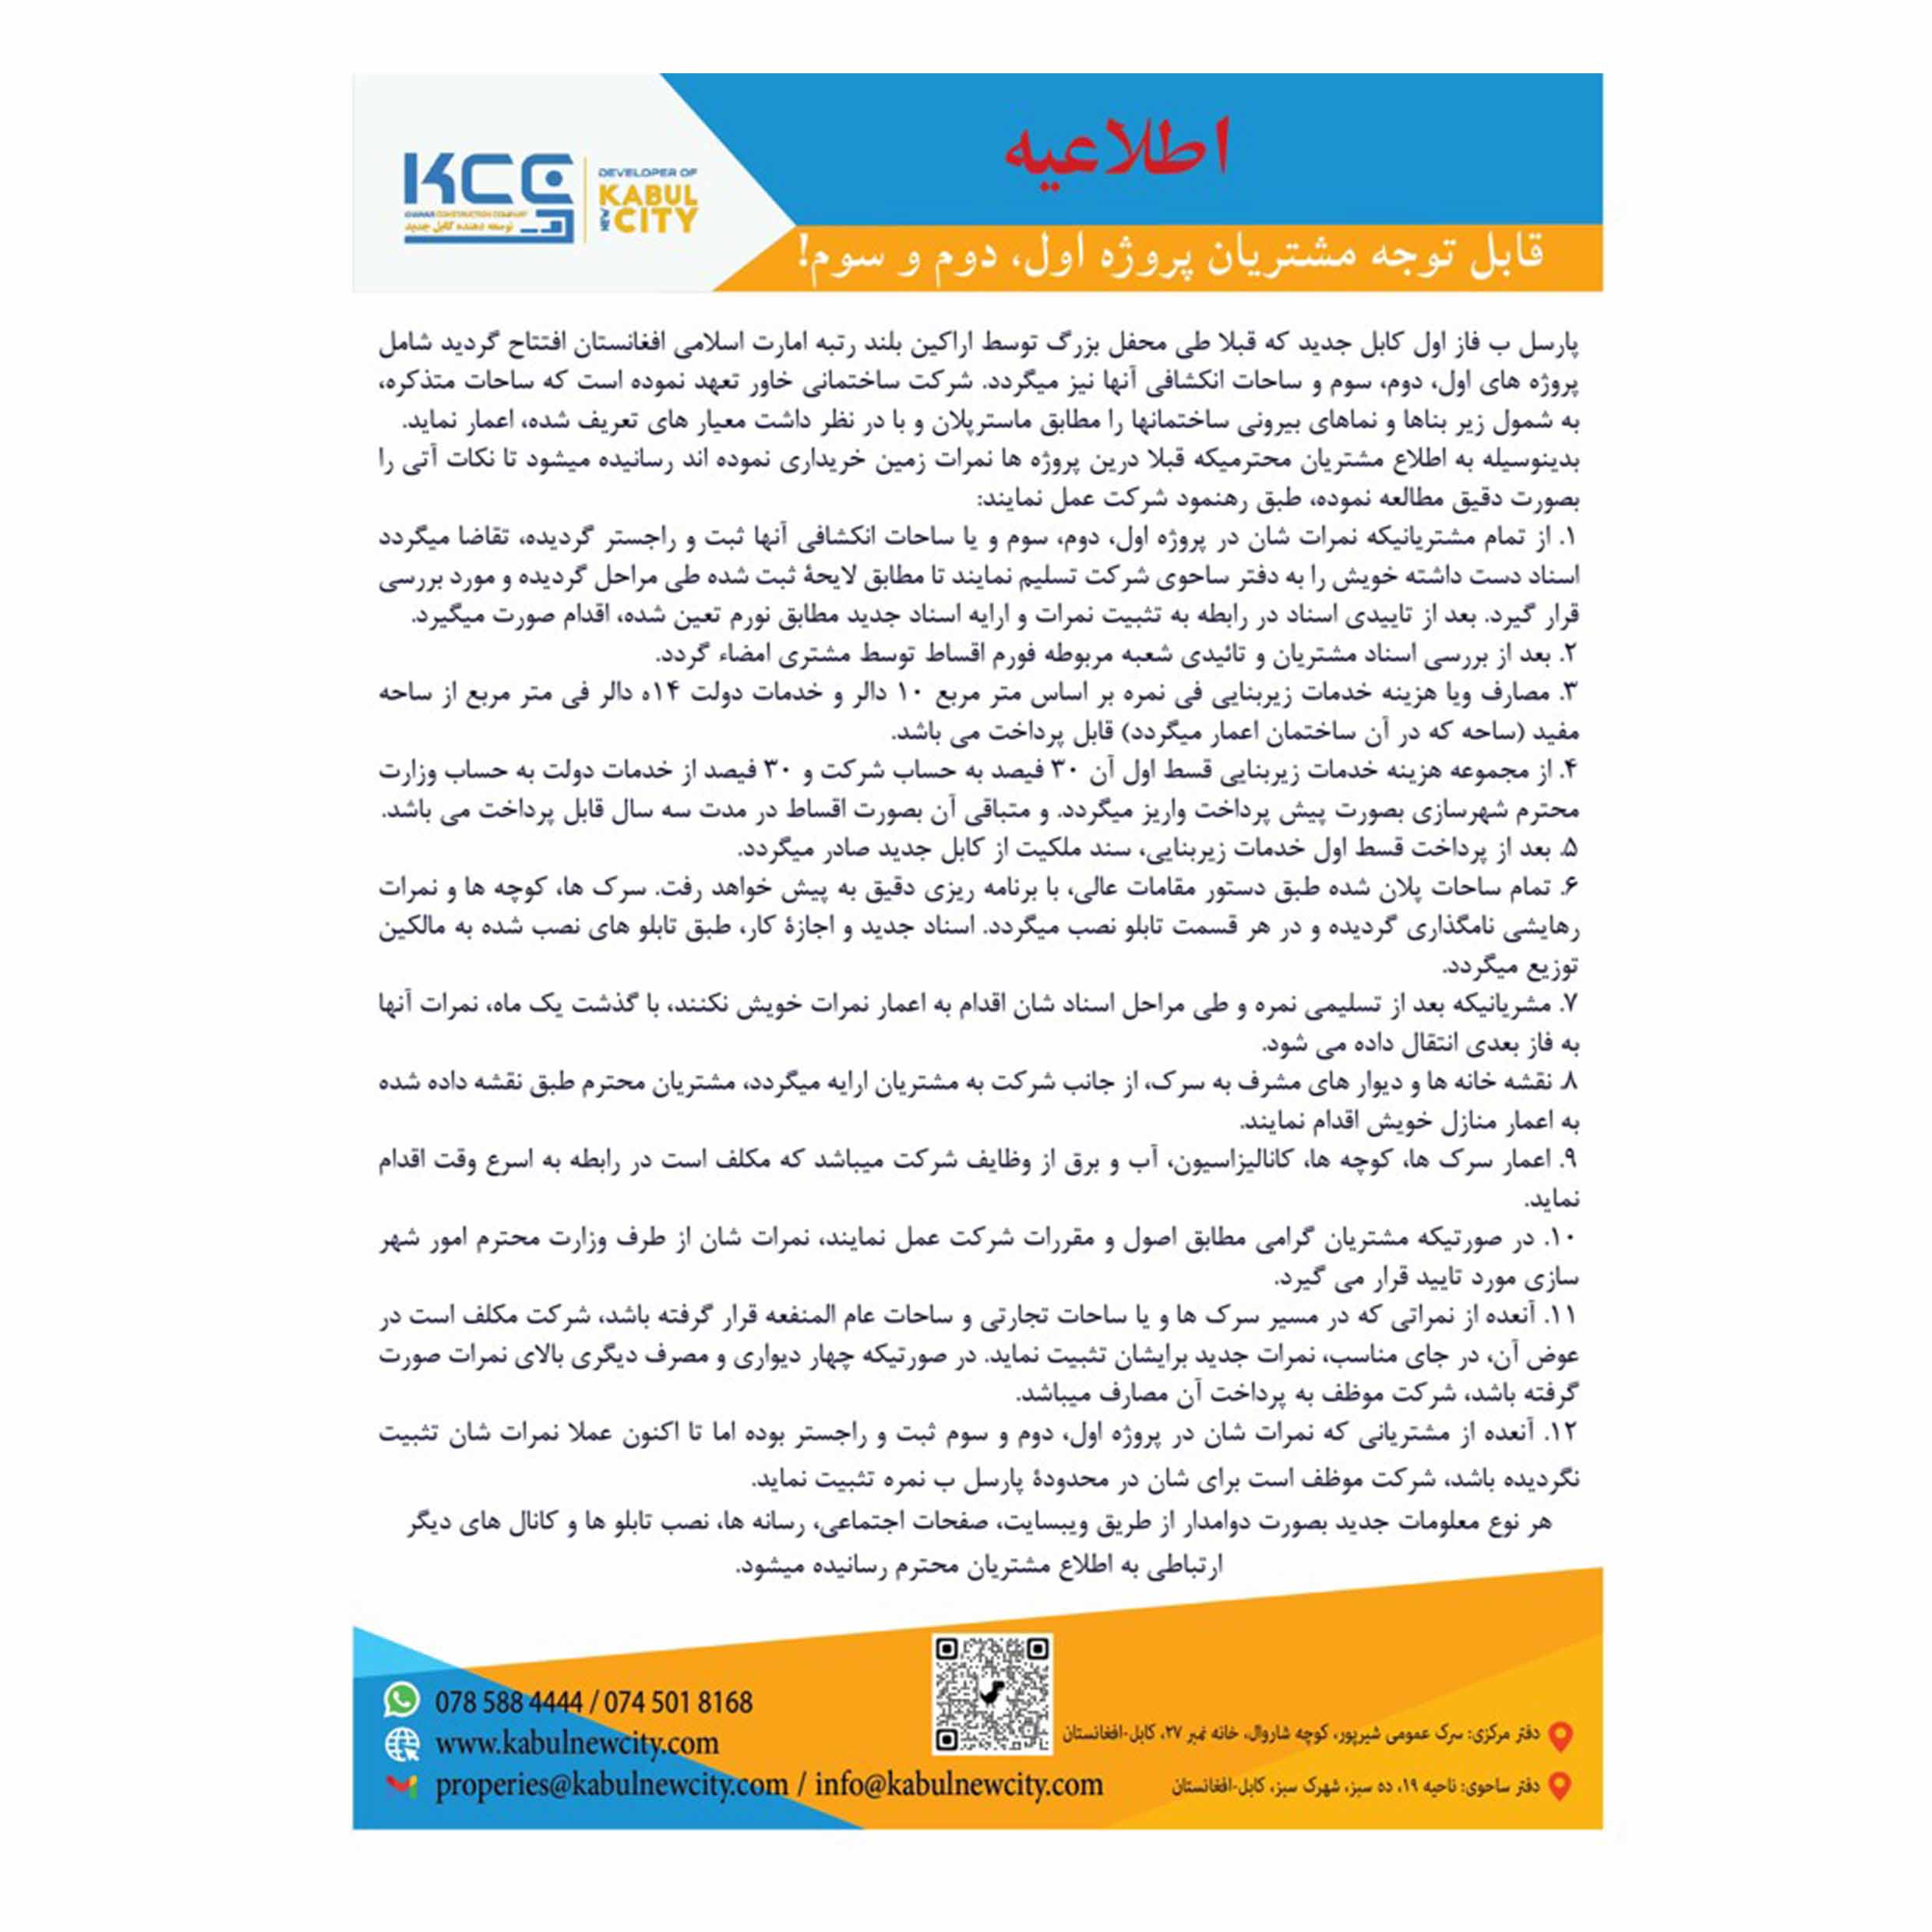 KCC
KHAWAR CONSTRUCTION COMPANY
توسعه دهنده کابل جدید
DEVELOPER OF
KABUL
NEW CITY
اطلاعیه
قابل توجه مشتریان پروژه اول، دوم و سوم!
پارسل ب فاز اول کابل جدید که قبلا طی محفل بزرگ توسط اراکین بلند رتبه امارت اسلامی افغانستان افتتاح گردید شامل
پروژه های اول، دوم، سوم و ساحات انکشافی آنها نیز میگردد. شرکت ساختمانی خاور تعهد نموده است که ساحات متذکره،
به شمول زیر بناها و نماهای بیرونی ساختمانها را مطابق ماسترپلان و با در نظر داشت معیار های تعریف شده، اعمار نماید.
بدینوسیله به اطلاع مشتریان محترمیکه قبلا درین پروژه ها نمرات زمین خریداری نموده اند رسانیده میشود تا نکات آتی را
بصورت دقیق مطالعه نموده، طبق رهنمود شرکت عمل نمایند:
۱. از تمام مشتریانیکه نمرات شان در پروژه اول، دوم، سوم و یا ساحات انکشافی آنها ثبت و راجستر گردیده، تقاضا میگردد
اسناد دست داشته خویش را به دفتر ساحوی شرکت تسلیم نمایند تا مطابق لایحۀ ثبت شده طی مراحل گردیده و مورد بررسی
قرار گیرد. بعد از تاییدی اسناد در رابطه به تثبیت نمرات و ارایه اسناد جدید مطابق نورم تعین شده، اقدام صورت میگیرد.
۲. بعد از بررسی اسناد مشتریان و تائیدی شعبه مربوطه فورم اقساط توسط مشتری امضاء گردد.
۳. مصارف ویا هزینه خدمات زیربنایی فی نمره بر اساس متر مربع ۱۰ دالر و خدمات دولت ۱۴ه دالر فی متر مربع از ساحه
مفید (ساحه که در آن ساختمان اعمار میگردد) قابل پرداخت می باشد.
۴. از مجموعه هزینه خدمات زیربنایی قسط اول آن ۳۰ فیصد به حساب شرکت و ۳۰ فیصد از خدمات دولت به حساب وزارت
محترم شهرسازی بصورت پیش پرداخت واریز میگردد. و متباقی آن بصورت اقساط در مدت سه سال قابل پرداخت می باشد.
۵. بعد از پرداخت قسط اول خدمات زیربنایی، سند ملکیت از کابل جدید صادر میگردد.
۶. تمام ساحات پلان شده طبق دستور مقامات عالی، با برنامه ریزی دقیق به پیش خواهد رفت. سرک ها، کوچه ها و نمرات
رهایشی نامگذاری گردیده و در هر قسمت تابلو نصب میگردد. اسناد جدید و اجازۀ کار، طبق تابلو های نصب شده به مالکین
توزیع میگردد.
۷. مشریانیکه بعد از تسلیمی نمره و طی مراحل اسناد شان اقدام به اعمار نمرات خویش نکنند، با گذشت یک ماه، نمرات آنها
به فاز بعدی انتقال داده می شود.
۸. نقشه خانه ها و دیوار های مشرف به سرک، از جانب شرکت به مشتریان ارایه میگردد، مشتریان محترم طبق نقشه داده شده
به اعمار منازل خویش اقدام نمایند.
۹. اعمار سرک ها، کوچه ها، کانالیزاسیون، آب و برق از وظایف شرکت میباشد که مکلف است در رابطه به اسرع وقت اقدام
نماید.
۱۰. در صورتیکه مشتریان گرامی مطابق اصول و مقررات شرکت عمل نمایند، نمرات شان از طرف وزارت محترم امور شهر
سازی مورد تایید قرار می گیرد.
۱۱. آنعده از نمراتی که در مسیر سرک ها و یا ساحات تجارتی و ساحات عام المنفعه قرار گرفته باشد، شرکت مکلف است در
عوض آن، در جای مناسب، نمرات جدید برایشان تثبیت نماید. در صورتیکه چهار دیواری و مصرف دیگری بالای نمرات صورت
گرفته باشد، شرکت موظف به پرداخت آن مصارف میباشد.
۱۲. آنعده از مشتریانی که نمرات شان در پروژه اول، دوم و سوم ثبت و راجستر بوده اما تا اکنون عملا نمرات شان تثبیت
نگردیده باشد، شرکت موظف است برای شان در محدودۀ پارسل ب نمره تثبیت نماید.
هر نوع معلومات جدید بصورت دوامدار از طریق ویبسایت، صفحات اجتماعی، رسانه ها، نصب تابلو ها و کانال های دیگر
ارتباطی به اطلاع مشتریان محترم رسانیده میشود.
078 588 4444 / 074 501 8168
www.kabulnewcity.com
properies@kabulnewcity.com / info@kabulnewcity.com
دفتر مرکزی: سرک عمومی شیرپور، کوچه شاروال، خانه نمبر ۲۷، کابل-افغانستان
دفتر ساحوی: ناحیه ۱۹، ده سبز، شهرک سبز، کابل-افغانستان